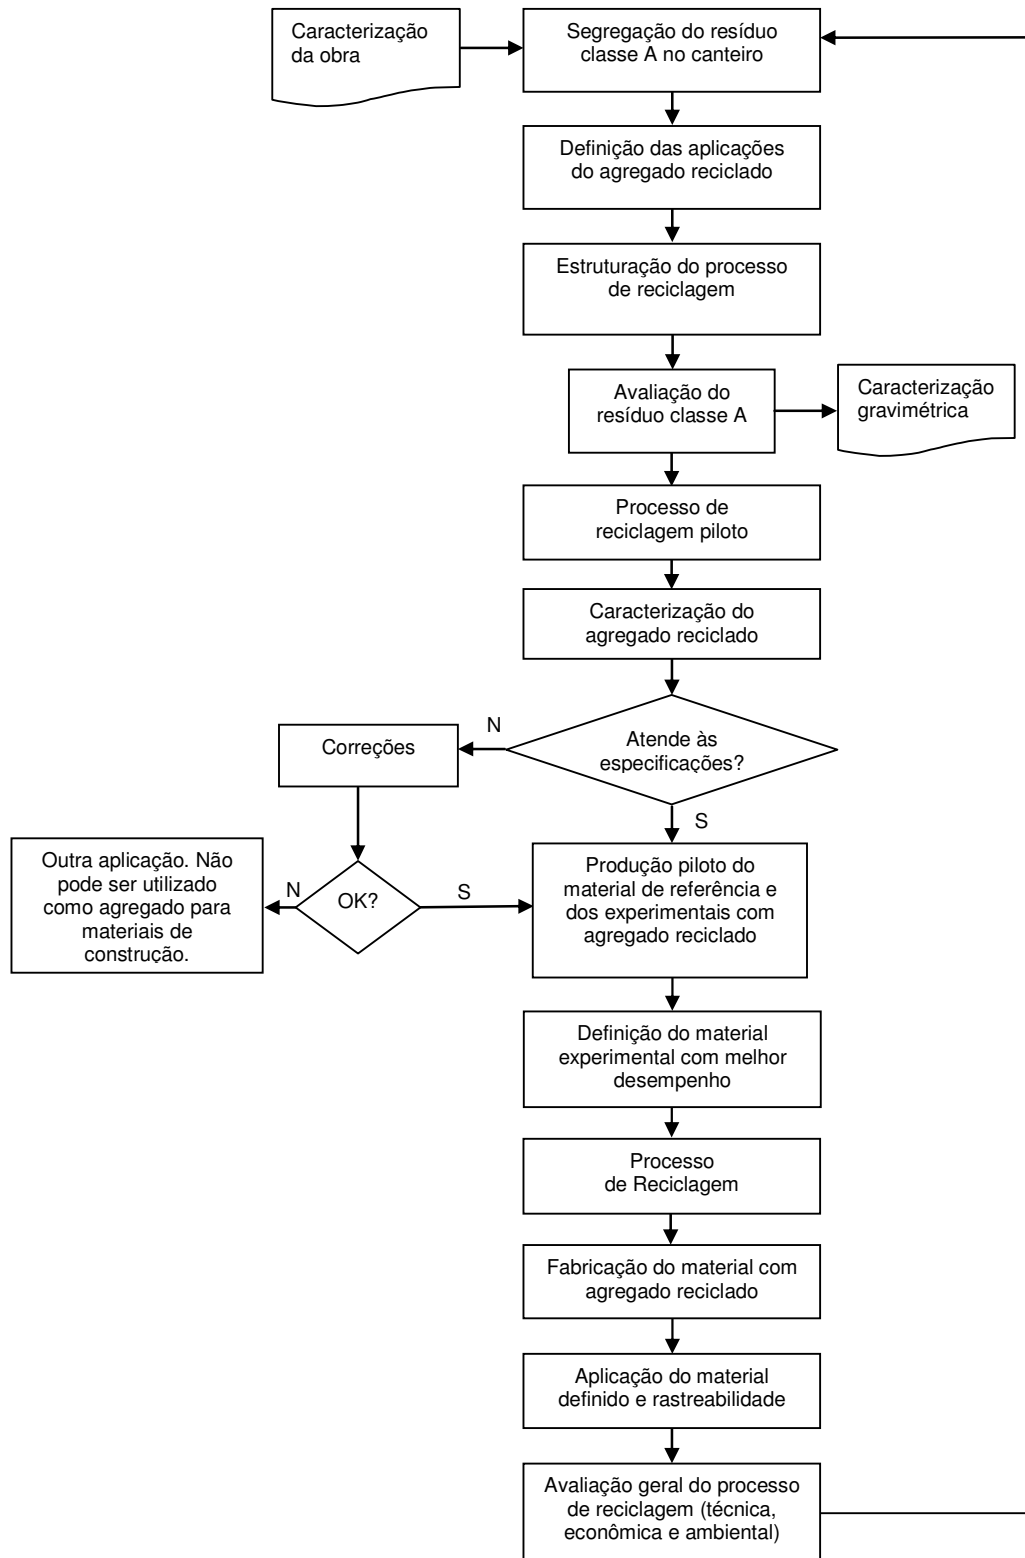 Caracterização
da obra
Segregação do resíduo
classe A no canteiro
Definição das aplicações
do agregado reciclado
Estruturação do processo
de reciclagem
Avaliação do
resíduo classe A
Caracterização
gravimétrica
Processo de
reciclagem piloto
Caracterização do
agregado reciclado
Atende às
especificações?
N
Correções
S
Outra aplicação. Não
pode ser utilizado
como agregado para
materiais de
construção.
N
OK?
S
Produção piloto do
material de referência e
dos experimentais com
agregado reciclado
Definição do material
experimental com melhor
desempenho
Processo
de Reciclagem
Fabricação do material com
agregado reciclado
Aplicação do material
definido e rastreabilidade
Avaliação geral do processo
de reciclagem (técnica,
econômica e ambiental)